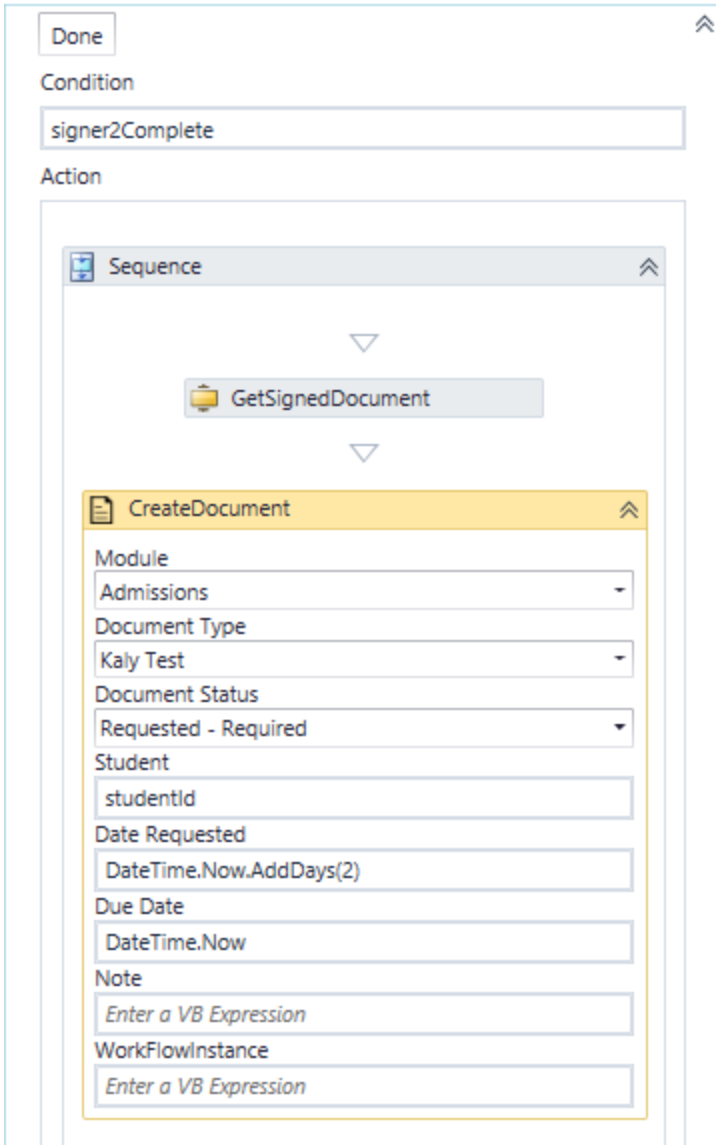 Done
Condition
signer2Complete
Action
Sequence
GetSignedDocument
CreateDocument
Module
Admissions
Document Type
Kaly Test
Document Status
Requested - Required
Student
studentId
Date Requested
DateTime.Now.AddDays(2)
Due Date
DateTime.Now
Note
Enter a VB Expression
WorkFlowInstance
Enter a VB Expression